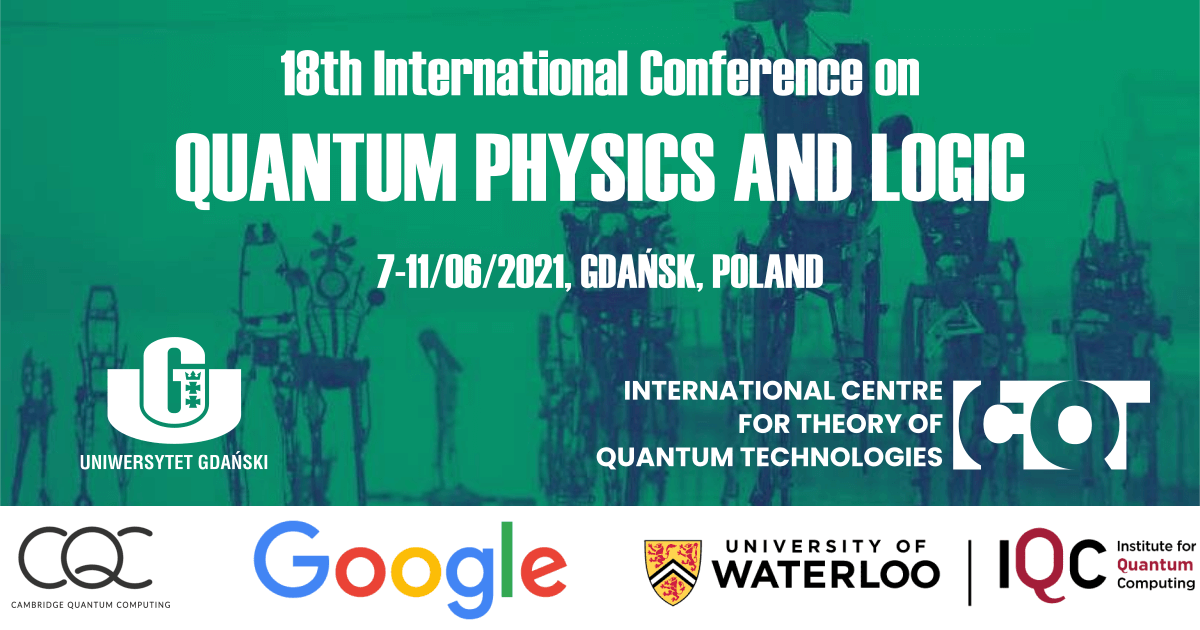 18th International Conference on
QUANTUM PHYSICS AND LOGIC
7-11/06/2021, GDAŃSK, POLAND
UG
UNIWERSYTET GDAŃSKI
INTERNATIONAL CENTRE
FOR THEORY OF
QUANTUM TECHNOLOGIES
ICTQT
CQC
CAMBRIDGE QUANTUM COMPUTING
Google
UNIVERSITY OF
WATERLOO
IQC
Institute for
Quantum
Computing